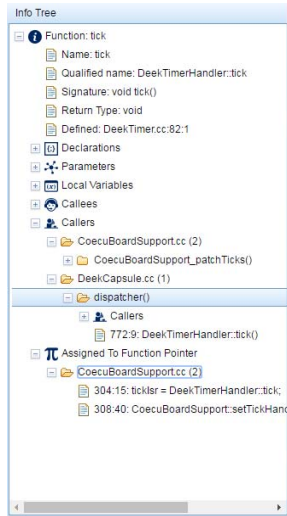 Info Tree
Function: tick
Name: tick
Qualified name: DeekTimerHandler::tick
Signature: void tick()
Return Type: void
Defined: DeekTimer.cc:82:1
Declarations
Parameters
Local Variables
Callees
Callers
CoecuBoardSupport.cc (2)
CoecuBoardSupport_patchTicks()
DeekCapsule.cc (1)
dispatcher()
Callers
772:9: DeekTimerHandler::tick()
Assigned To Function Pointer
CoecuBoardSupport.cc (2)
304:15: tickIsr = DeekTimerHandler::tick;
308:40: CoecuBoardSupport::setTickHand